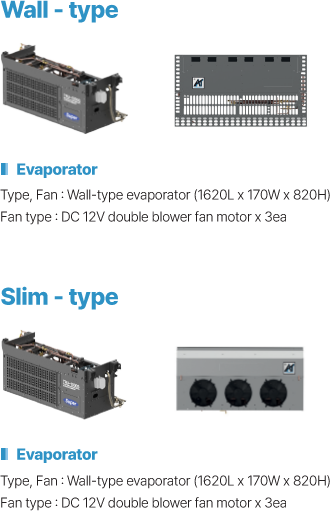 Wall - type
Evaporator
Type, Fan : Wall-type evaporator (1620L x 170W x 820H)
Fan type : DC 12V double blower fan motor x 3ea
Slim - type
Evaporator
Type, Fan : Wall-type evaporator (1620L x 170W x 820H)
Fan type : DC 12V double blower fan motor x 3ea